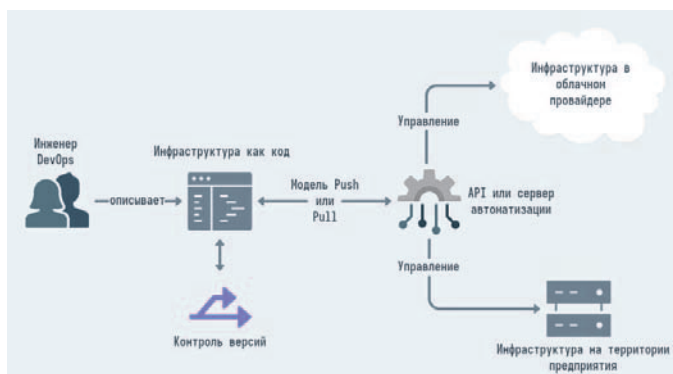 Инженер
DevOps
описывает
Инфраструктура как код
Контроль версий
Модель Push
или
Pull
API или сервер
автоматизации
Управление
Инфраструктура в
облачном
провайдере
Управление
Инфраструктура на территории
предприятия